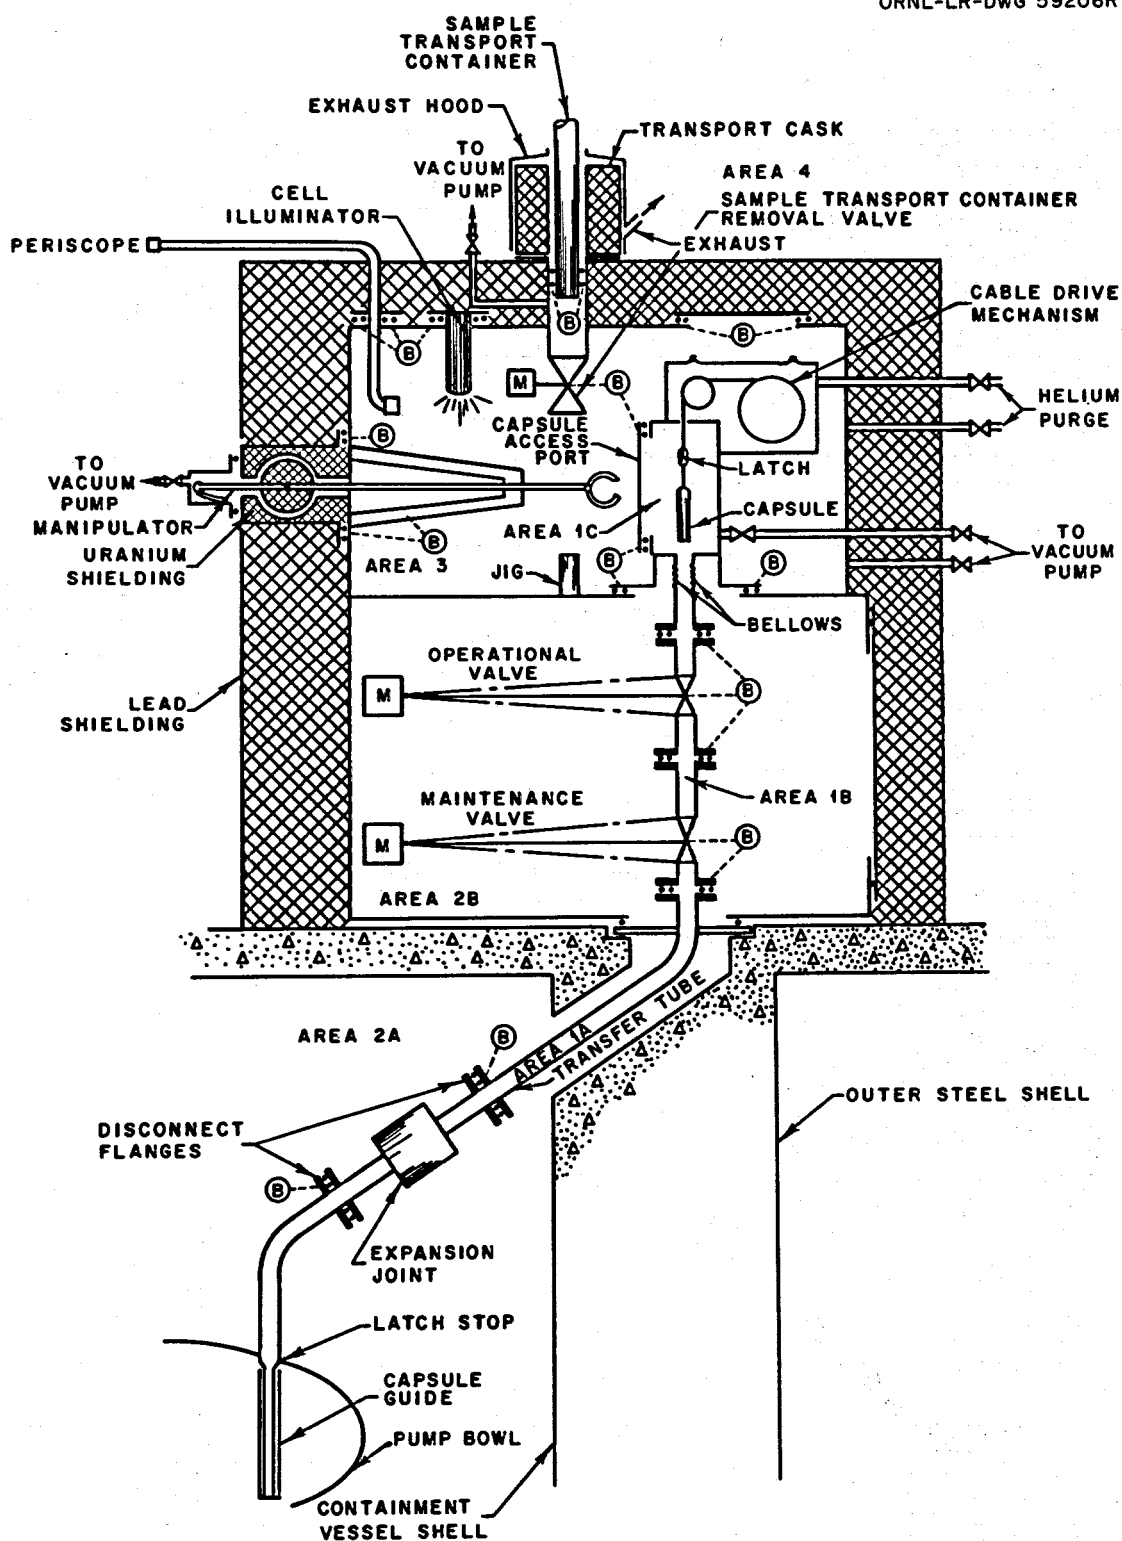 ORNL-LR-DWG 59206R
SAMPLE
TRANSPORT
CONTAINER
EXHAUST HOOD
TRANSPORT CASK
TO
VACUUM
PUMP
AREA 4
CELL
ILLUMINATOR
SAMPLE TRANSPORT CONTAINER
REMOVAL VALVE
PERISCOPE
EXHAUST
CABLE DRIVE
MECHANISM
B
B
B
M
B
HELIUM
PURGE
CAPSULE
ACCESS
PORT
B
TO
VACUUM
PUMP
LATCH
MANIPULATOR
CAPSULE
URANIUM
SHIELDING
AREA 1C
B
AREA 3
JIG
B
B
TO
VACUUM
PUMP
BELLOWS
OPERATIONAL
VALVE
M
B
LEAD
SHIELDING
MAINTENANCE
VALVE
AREA 1B
M
B
AREA 2B
AREA 2A
B
AREA 1A
TRANSFER TUBE
OUTER STEEL SHELL
DISCONNECT
FLANGES
B
EXPANSION
JOINT
LATCH STOP
CAPSULE
GUIDE
PUMP BOWL
CONTAINMENT
VESSEL SHELL